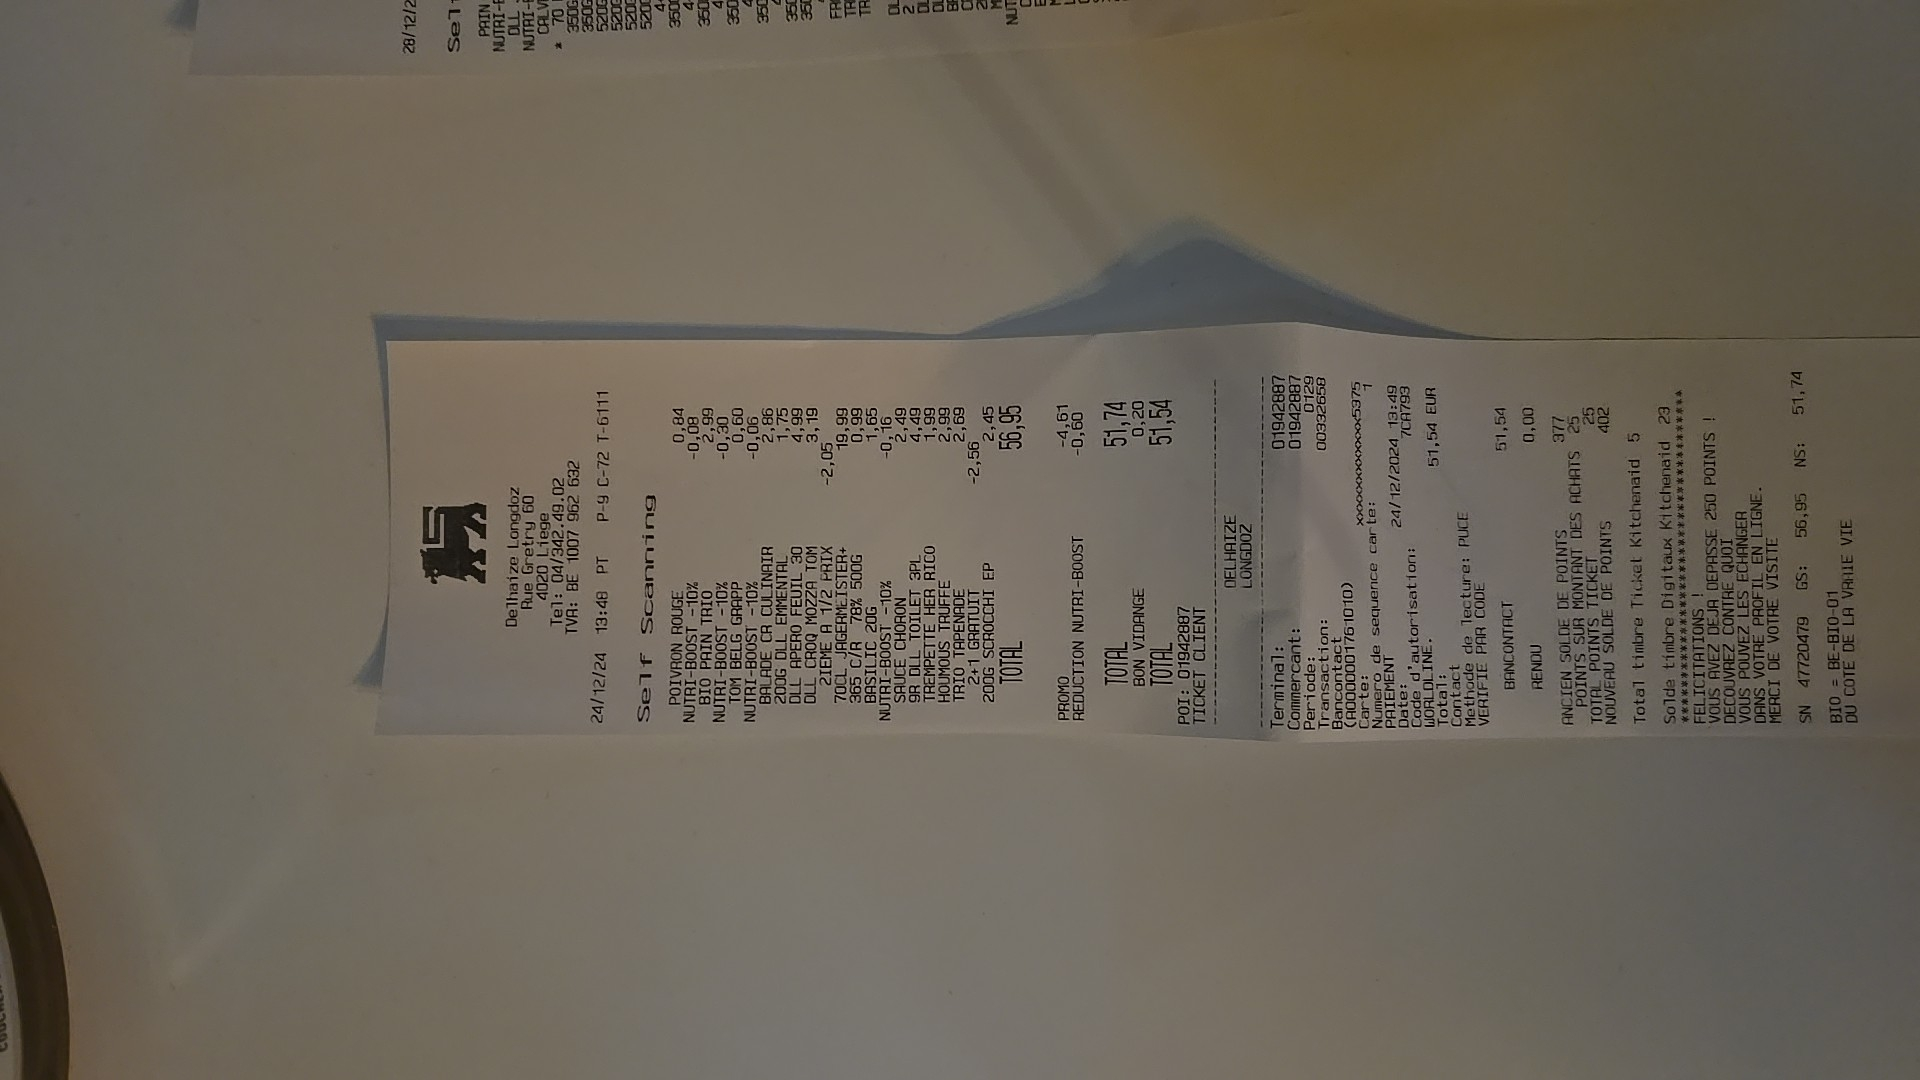 Delhaize Longdoz
Rue Gretry 60
4020 Liege
Tel: 04/342.49.02
TVA: BE 1007 962 632
24/12/24 13:48 PT P-9 C-72 T-6111
Self Scanning
POIVRON ROUGE 0,84
NUTRI-BOOST -10% -0,08
BIO PAIN TRIO 2,99
NUTRI-BOOST -10% -0,30
TOM BELG GRAPP 0,60
NUTRI-BOOST -10% -0,06
BALADE CR CULINAIR 2,86
200G DLL EMMENTAL 1,75
DLL APERO FEUIL 30 4,99
DLL CROQ MOZZA TOM 3,19
2IEME A 1/2 PRIX -2,05
70CL JAGERMEISTER+ 19,99
365 C/R 78% 500G 0,99
BASILIC 20G 1,65
NUTRI-BOOST -10% -0,16
SAUCE CHORON 2,49
9R DLL TOILET 3PL 4,49
TREMPETTE HER RICO 1,99
HOUMOUS TRUFFE 2,99
TRIO TAPENADE 2,69
2+1 GRATUIT -2,56
200G SCROCCHI EP 2,45
TOTAL 56,95
PROMO -4,61
REDUCTION NUTRI-BOOST -0,60
TOTAL 51,74
BON VIDANGE 0,20
TOTAL 51,54
POI: 01942887
TICKET CLIENT
DELHAIZE
LONGDOZ
Terminal: 01942887
Commercant: 01942887
Periode: 0129
Transaction: 00332658
Bancontact
(A0000001761010)
Carte: xxxxxxxxxxxxx5375
Numero de sequence carte: 1
PAIEMENT
Date: 24/12/2024 13:49
Code d'autorisation: 7CA793
WORLDLINE.
Total: 51,54 EUR
Contact
Methode de lecture: PUCE
VERIFIE PAR CODE
BANCONTACT 51,54
RENDU 0,00
ANCIEN SOLDE DE POINTS 377
POINTS SUR MONTANT DES ACHATS 25
TOTAL POINTS TICKET 25
NOUVEAU SOLDE DE POINTS 402
Total timbre Ticket Kitchenaid 5
Solde timbre Digitaux Kitchenaid 23
****************************************
FELICITATIONS !
VOUS AVEZ DEJA DEPASSE 250 POINTS !
DECOUVREZ CONTRE QUOI
VOUS POUVEZ LES ECHANGER
DANS VOTRE PROFIL EN LIGNE.
MERCI DE VOTRE VISITE
SN 47720479 GS: 56,95 NS: 51,74
BIO = BE-BIO-01
DU COTE DE LA VRAIE VIE
28/12/2
Sel
PAIN
NUTRI-
DLL
NUTRI-
* 70